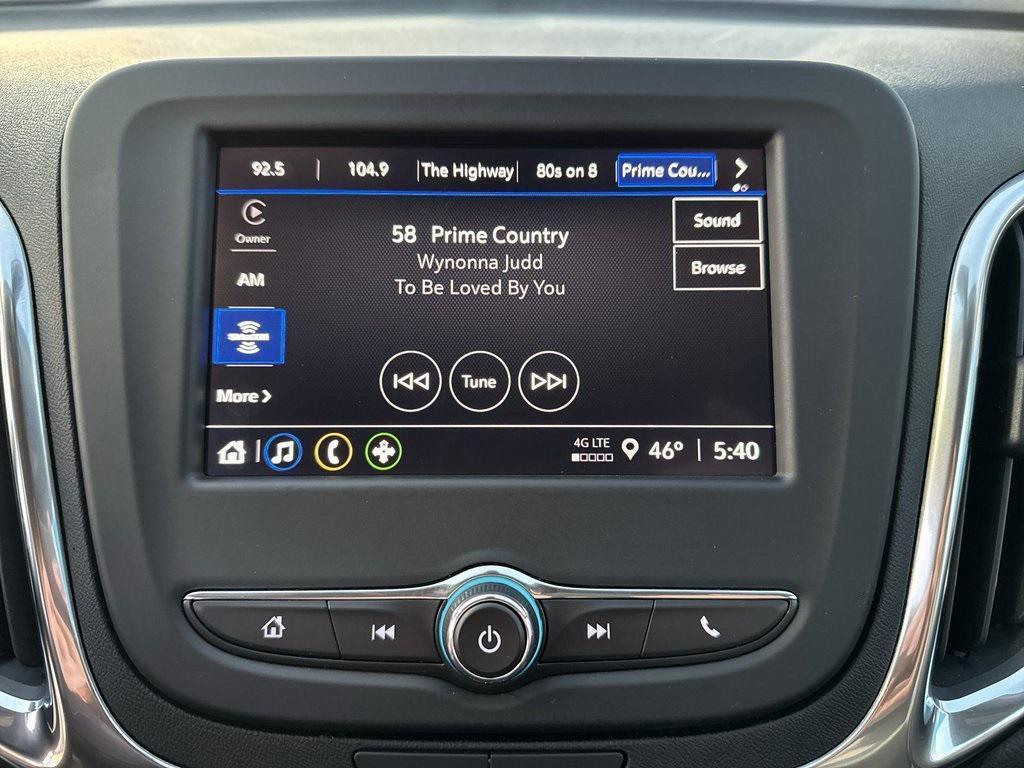 92.5 | 104.9 | The Highway | 80s on 8 Prime Cou...
Owner
AM
More
58 Prime Country
Wynonna Judd
To Be Loved By You
Sound
Browse
Tune
4G LTE
46° | 5:40